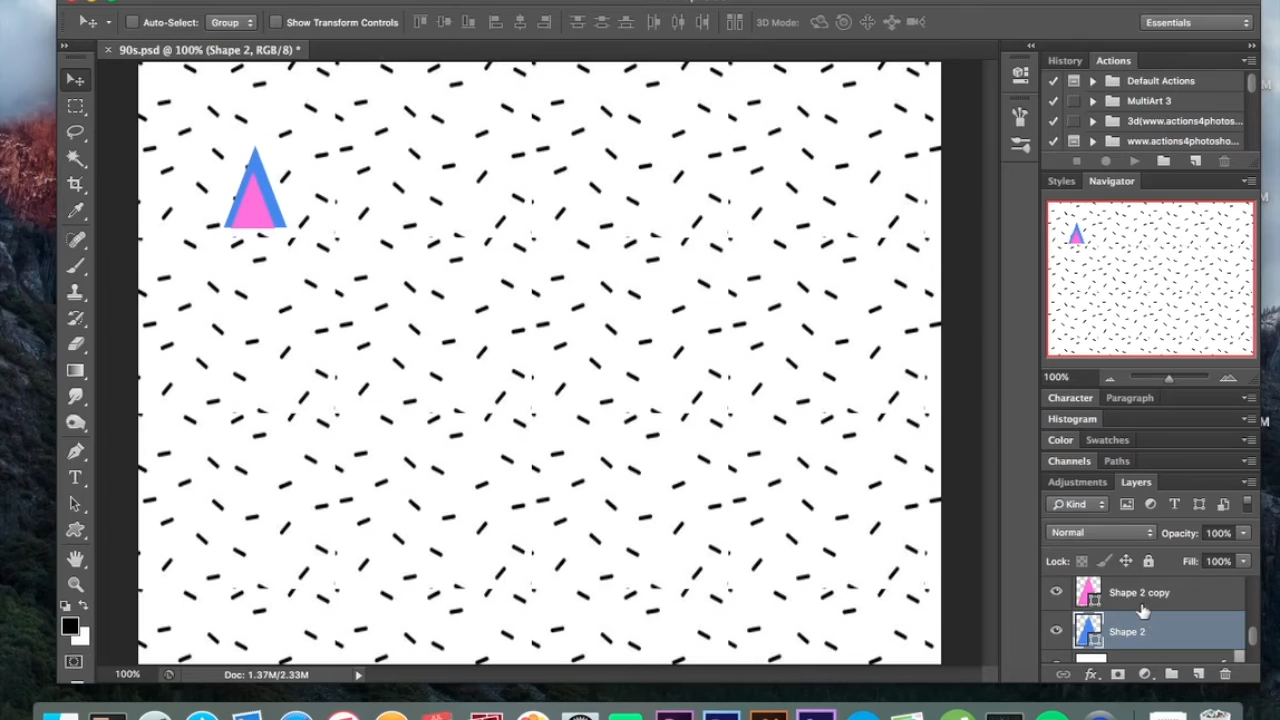 Auto-Select: Group Show Transform Controls 3D Mode: Essentials
90s.psd @ 100% (Shape 2, RGB/8) *
History Actions
Default Actions
MultiArt 3
3d(www.actions4photos...
www.actions4photosho...
Styles Navigator
100%
Character Paragraph
Histogram
Color Swatches
Channels Paths
Adjustments Layers
Kind
Normal Opacity: 100%
Lock: Fill: 100%
Shape 2 copy
Shape 2
fx
100% Doc: 1.37M/2.33M